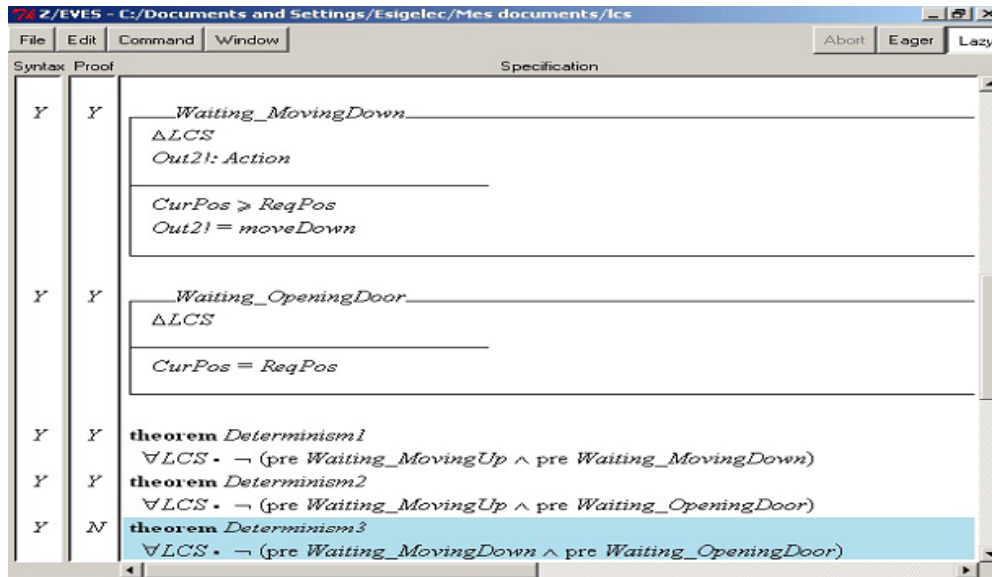 Z/EVES - C:/Documents and Settings/Esigelec/Mes documents/lcs
File Edit Command Window Abort Eager Lazy
Syntax Proof Specification
Y Y Waiting_MovingDown
ΔLCS
Out2!: Action
CurPos ⩾ ReqPos
Out2! = moveDown
Y Y Waiting_OpeningDoor
ΔLCS
CurPos = ReqPos
Y Y theorem Determinism1
∀LCS • ¬ (pre Waiting_MovingUp ∧ pre Waiting_MovingDown)
Y Y theorem Determinism2
∀LCS • ¬ (pre Waiting_MovingUp ∧ pre Waiting_OpeningDoor)
Y N theorem Determinism3
∀LCS • ¬ (pre Waiting_MovingDown ∧ pre Waiting_OpeningDoor)